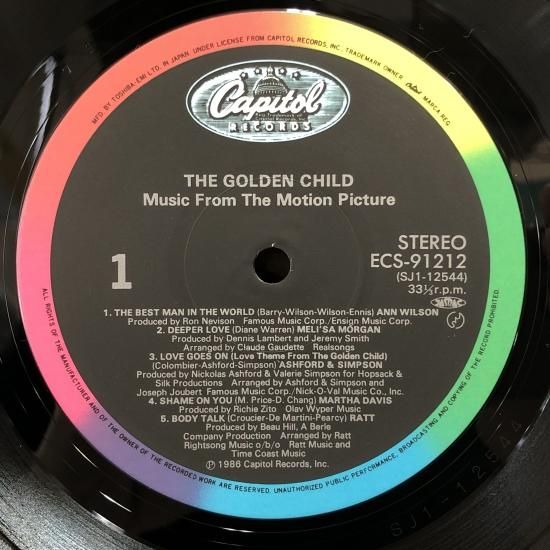 MFD BY TOSHIBA-EMI LTD. IN JAPAN. UNDER LICENSE FROM CAPITOL RECORDS, INC., TRADEMARK OWNER. Capitol MARCA REG.
Capitol
Reg. Trademark of
Capitol Records, Inc.
RECORDS
THE GOLDEN CHILD
Music From The Motion Picture
1
STEREO
ECS-91212
(SJ1-12544)
33⅓r.p.m.
1. THE BEST MAN IN THE WORLD (Barry-Wilson-Wilson-Ennis) ANN WILSON
Produced by Ron Nevison Famous Music Corp./Ensign Music Corp.
2. DEEPER LOVE (Diane Warren) MELI'SA MORGAN
Produced by Dennis Lambert and Jeremy Smith
Arranged by Claude Gaudette Realsongs
3. LOVE GOES ON (Love Theme From The Golden Child)
(Colombier-Ashford-Simpson) ASHFORD & SIMPSON
Produced by Nickolas Ashford & Valerie Simpson for Hopsack &
Silk Productions Arranged by Ashford & Simpson and
Joseph Joubert Famous Music Corp./Nick-O-Val Music Co., Inc.
4. SHAME ON YOU (M. Price-D. Chang) MARTHA DAVIS
Produced by Richie Zito Olav Wyper Music
5. BODY TALK (Croucier-De Martini-Pearcy) RATT
Produced by Beau Hill, A Berle
Company Production Arranged by Ratt
Rightsong Music o/b/o Ratt Music and
Time Coast Music
℗1986 Capitol Records, Inc.
ALL RIGHTS OF THE MANUFACTURER AND OF THE OWNER OF THE RECORDED WORK ARE RESERVED. UNAUTHORIZED PUBLIC PERFORMANCE, BROADCASTING AND COPYING OF THE RECORD PROHIBITED.